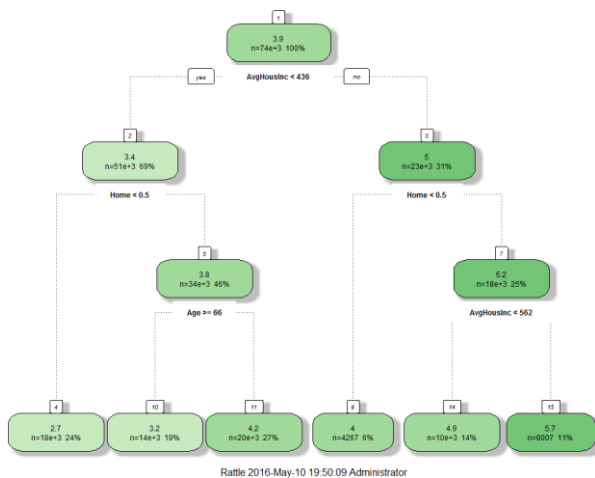 1
3.9
n=74e+3 100%
yes AvgHousInc < 436 no
2
3.4
n=51e+3 69%
3
5
n=23e+3 31%
Home < 0.5
Home < 0.5
5
3.8
n=34e+3 46%
7
5.2
n=18e+3 25%
Age >= 66
AvgHousInc < 562
4
2.7
n=18e+3 24%
10
3.2
n=14e+3 19%
11
4.2
n=20e+3 27%
6
4
n=4267 6%
14
4.9
n=10e+3 14%
15
5.7
n=8007 11%
Rattle 2016-May-10 19:50:09 Administrator